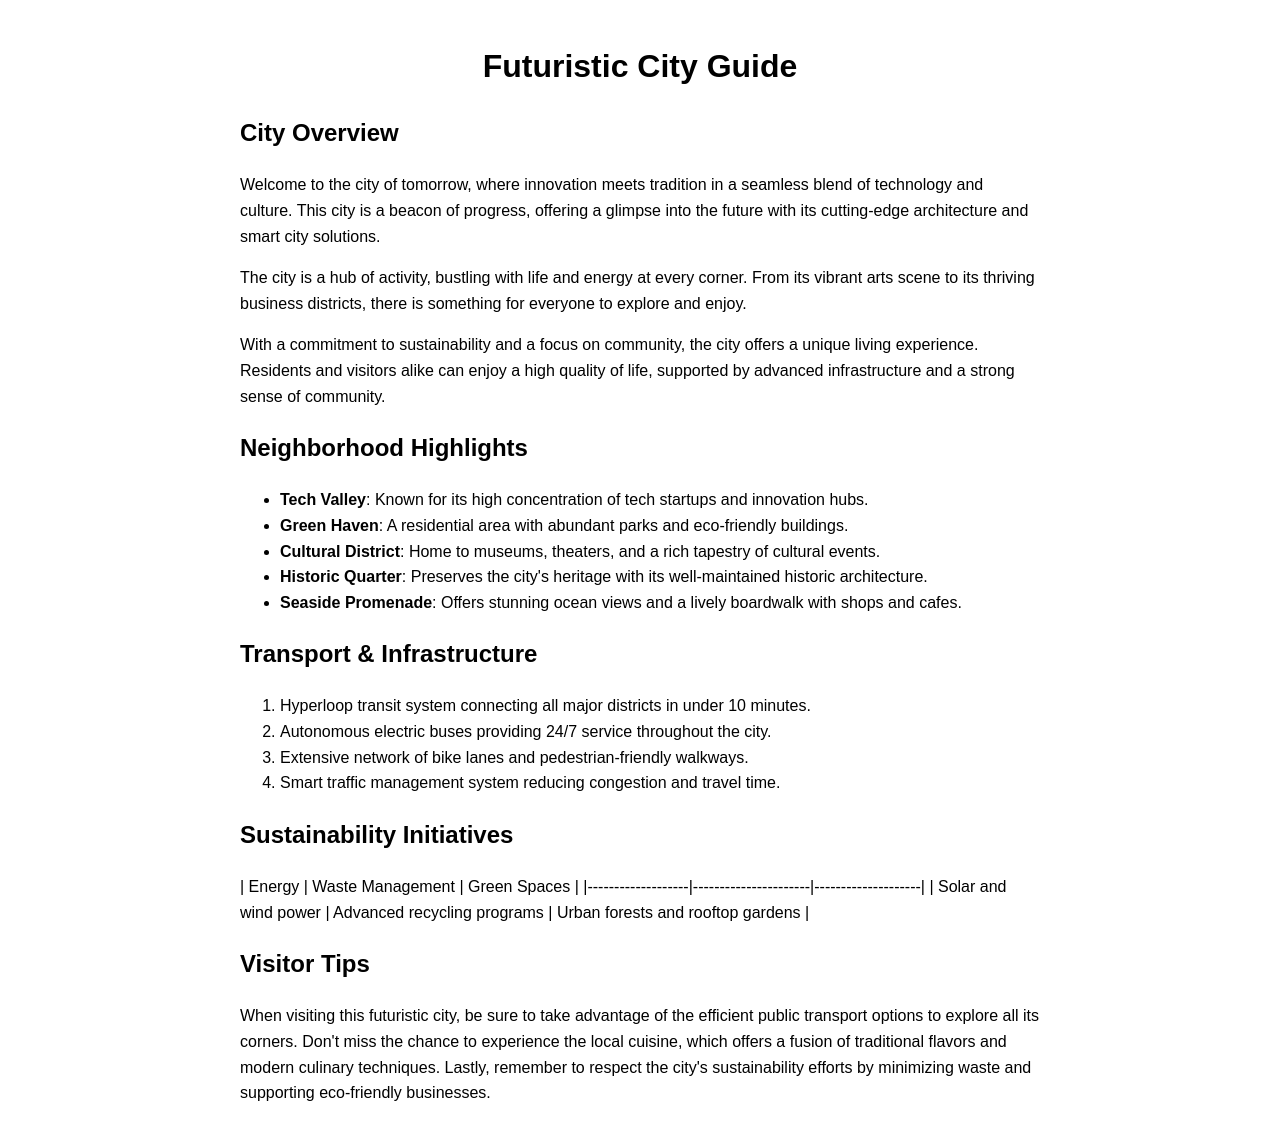 Futuristic City Guide
City Overview
Welcome to the city of tomorrow, where innovation meets tradition in a seamless blend of technology and
culture. This city is a beacon of progress, offering a glimpse into the future with its cutting-edge architecture and
smart city solutions.
The city is a hub of activity, bustling with life and energy at every corner. From its vibrant arts scene to its thriving
business districts, there is something for everyone to explore and enjoy.
With a commitment to sustainability and a focus on community, the city offers a unique living experience.
Residents and visitors alike can enjoy a high quality of life, supported by advanced infrastructure and a strong
sense of community.
Neighborhood Highlights
• Tech Valley: Known for its high concentration of tech startups and innovation hubs.
• Green Haven: A residential area with abundant parks and eco-friendly buildings.
• Cultural District: Home to museums, theaters, and a rich tapestry of cultural events.
• Historic Quarter: Preserves the city's heritage with its well-maintained historic architecture.
• Seaside Promenade: Offers stunning ocean views and a lively boardwalk with shops and cafes.
Transport & Infrastructure
1. Hyperloop transit system connecting all major districts in under 10 minutes.
2. Autonomous electric buses providing 24/7 service throughout the city.
3. Extensive network of bike lanes and pedestrian-friendly walkways.
4. Smart traffic management system reducing congestion and travel time.
Sustainability Initiatives
| Energy | Waste Management | Green Spaces | |-------------------|----------------------|--------------------| | Solar and
wind power | Advanced recycling programs | Urban forests and rooftop gardens |
Visitor Tips
When visiting this futuristic city, be sure to take advantage of the efficient public transport options to explore all its
corners. Don't miss the chance to experience the local cuisine, which offers a fusion of traditional flavors and
modern culinary techniques. Lastly, remember to respect the city's sustainability efforts by minimizing waste and
supporting eco-friendly businesses.